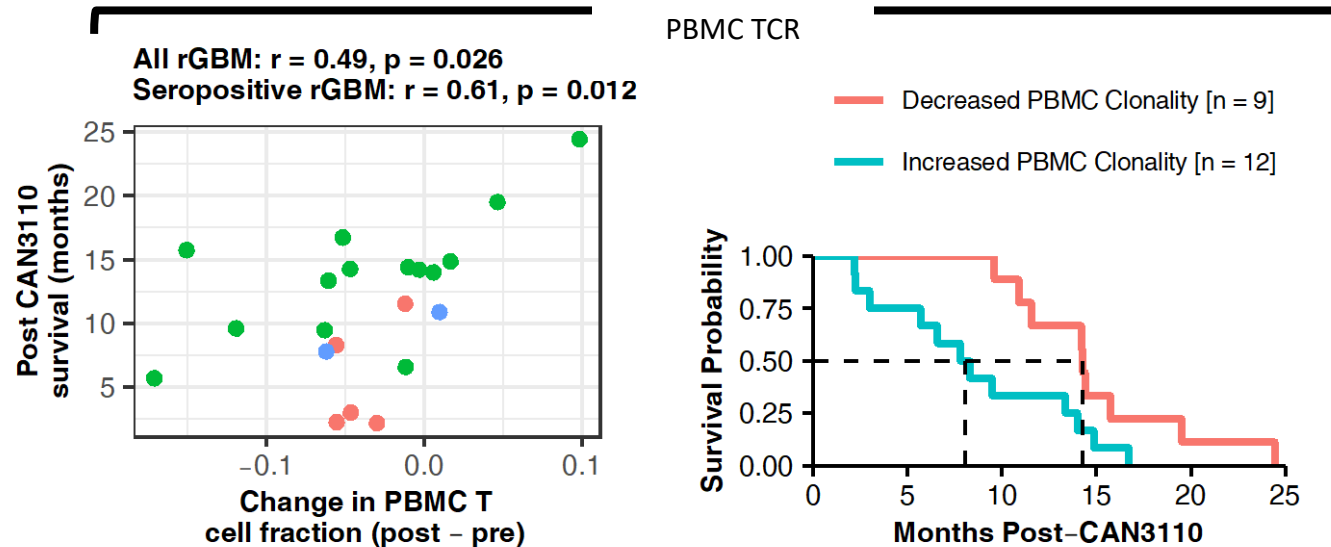 PBMC TCR
All rGBM: r = 0.49, p = 0.026
Seropositive rGBM: r = 0.61, p = 0.012
25
20
15
10
5
Post CAN3110
survival (months)
−0.1 0.0 0.1
Change in PBMC T
cell fraction (post − pre)
Decreased PBMC Clonality [n = 9]
Increased PBMC Clonality [n = 12]
1.00
0.75
0.50
0.25
0.00
Survival Probability
0 5 10 15 20 25
Months Post−CAN3110